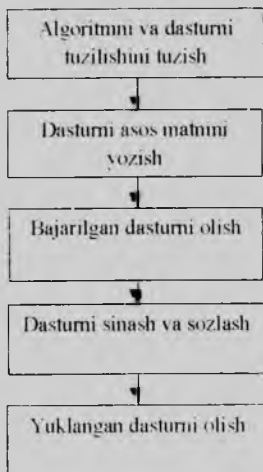 Algoritmni va dasturni
tuzilishini tuzish
Dasturni asos matnini
yozish
Bajarilgan dasturni olish
Dasturni sinash va sozlash
Yuklangan dasturni olish